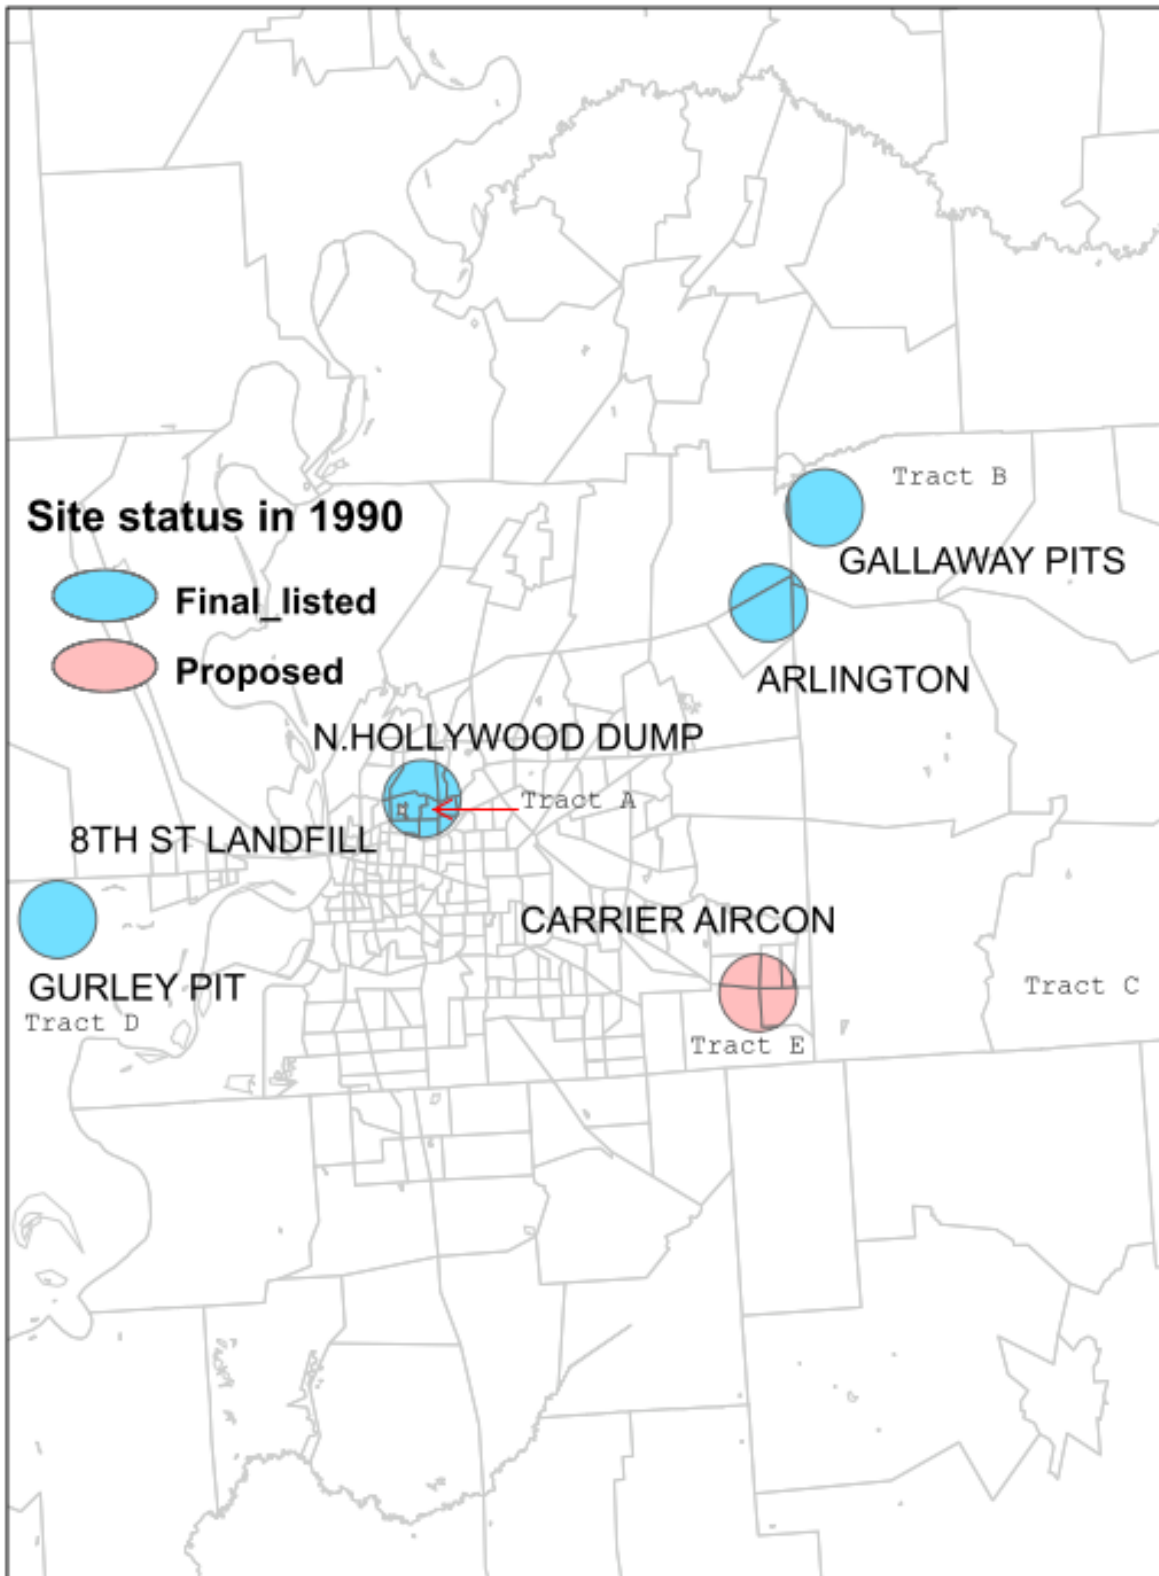 Tract B
Site status in 1990
GALLAWAY PITS
Final_listed
Proposed
ARLINGTON
N.HOLLYWOOD DUMP
Tract A
8TH ST LANDFILL
CARRIER AIRCON
GURLEY PIT
Tract C
Tract D
Tract E